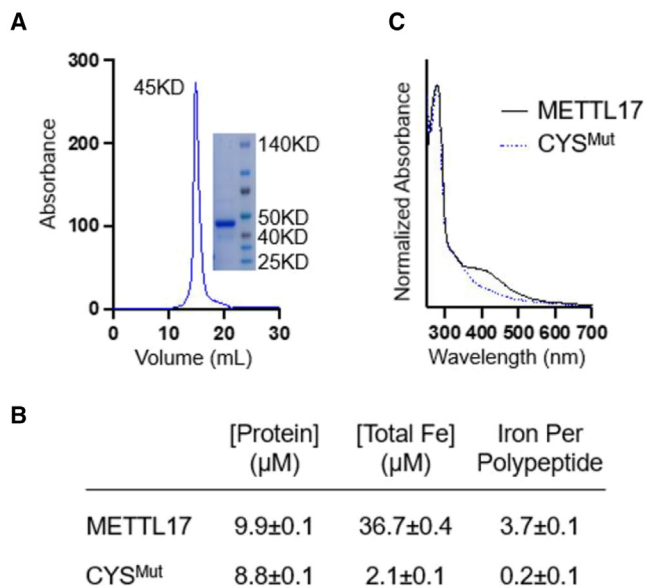 A
300
200
100
0
0 10 20 30
Absorbance
Volume (mL)
45KD
140KD
50KD
40KD
25KD
C
Normalized Absorbance
METTL17
CYSMut
300 400 500 600 700
Wavelength (nm)
B
[Protein] [Total Fe] Iron Per
(µM) (µM) Polypeptide
METTL17 9.9±0.1 36.7±0.4 3.7±0.1
CYSMut 8.8±0.1 2.1±0.1 0.2±0.1